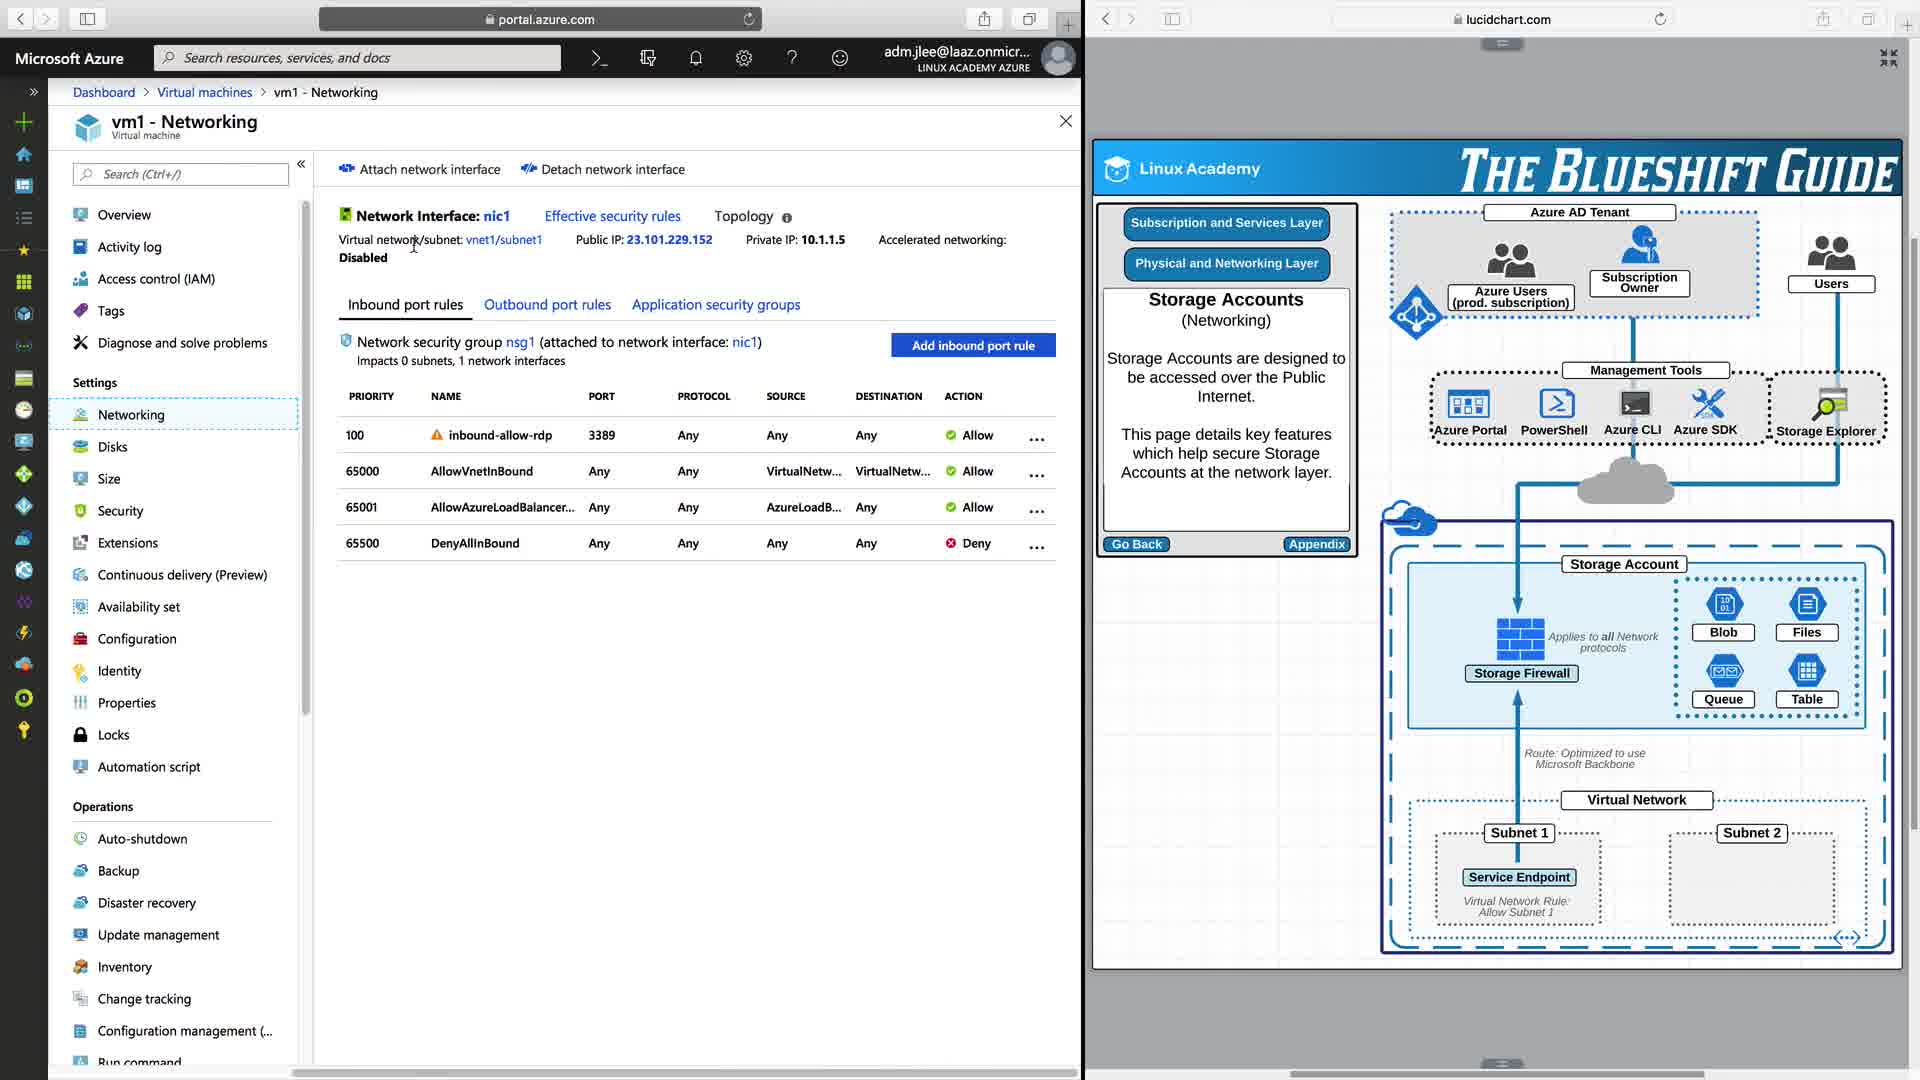 portal.azure.com
Microsoft Azure
Search resources, services, and docs
adm.jlee@laaz.onmicr...
LINUX ACADEMY AZURE
Dashboard > Virtual machines > vm1 - Networking
vm1 - Networking
Virtual machine
Search (Ctrl+/)
Overview
Activity log
Access control (IAM)
Tags
Diagnose and solve problems
Settings
Networking
Disks
Size
Security
Extensions
Continuous delivery (Preview)
Availability set
Configuration
Identity
Properties
Locks
Automation script
Operations
Auto-shutdown
Backup
Disaster recovery
Update management
Inventory
Change tracking
Configuration management (...
Run command
Attach network interface
Detach network interface
Network Interface: nic1 Effective security rules Topology
Virtual network/subnet: vnet1/subnet1 Public IP: 23.101.229.152 Private IP: 10.1.1.5 Accelerated networking:
Disabled
Inbound port rules Outbound port rules Application security groups
Network security group nsg1 (attached to network interface: nic1)
Impacts 0 subnets, 1 network interfaces
Add inbound port rule
PRIORITY NAME PORT PROTOCOL SOURCE DESTINATION ACTION
100 inbound-allow-rdp 3389 Any Any Any Allow ...
65000 AllowVnetInBound Any Any VirtualNetw... VirtualNetw... Allow ...
65001 AllowAzureLoadBalancer... Any Any AzureLoadB... Any Allow ...
65500 DenyAllInBound Any Any Any Any Deny ...
lucidchart.com
Linux Academy
THE BLUESHIFT GUIDE
Subscription and Services Layer
Physical and Networking Layer
Storage Accounts
(Networking)
Storage Accounts are designed to
be accessed over the Public
Internet.
This page details key features
which help secure Storage
Accounts at the network layer.
Go Back
Appendix
Azure AD Tenant
Azure Users
(prod. subscription)
Subscription
Owner
Users
Management Tools
Azure Portal
PowerShell
Azure CLI
SDK
Azure SDK
Storage Explorer
Storage Account
10
01
Blob
Files
Queue
Table
Applies to all Network
protocols
Storage Firewall
Route: Optimized to use
Microsoft Backbone
Virtual Network
Subnet 1
Subnet 2
Service Endpoint
Virtual Network Rule:
Allow Subnet 1